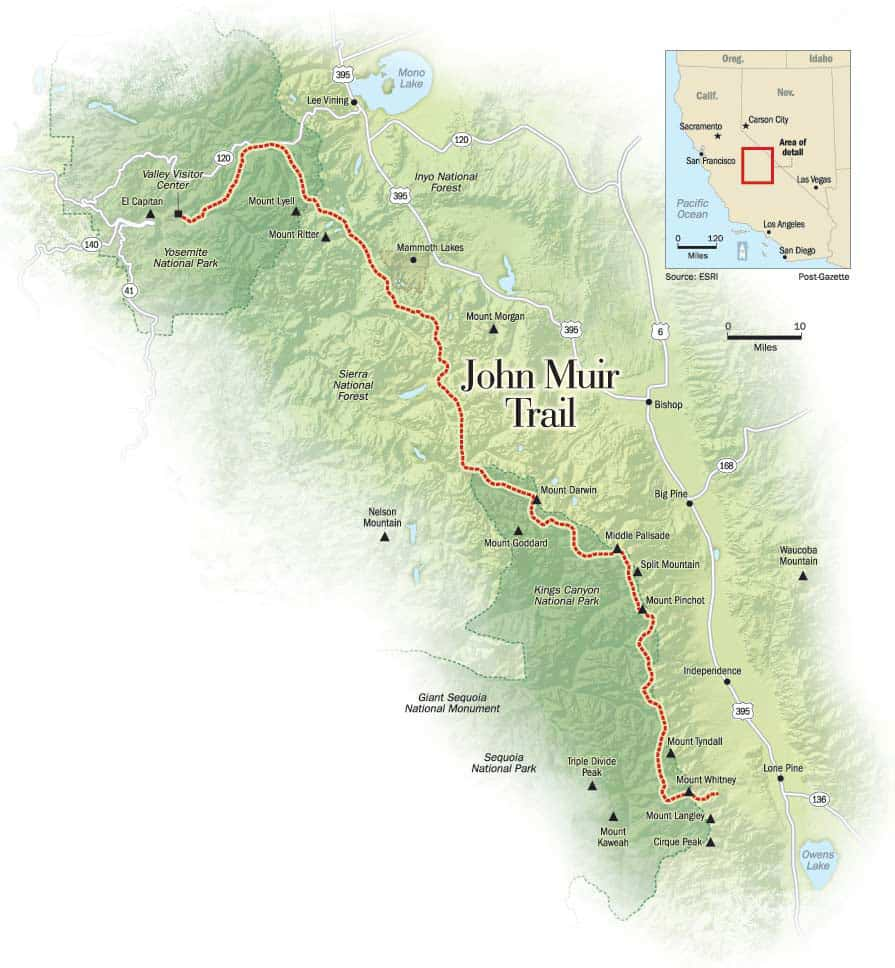 Oreg.
Idaho
Calif.
Nev.
Carson City
Sacramento
Area of
detail
San Francisco
Las Vegas
Pacific
Ocean
Los Angeles
0 120
Miles
San Diego
Source: ESRI
Post-Gazette
395
Mono
Lake
Lee Vining
120
120
Valley Visitor
Center
Inyo National
Forest
El Capitan
Mount Lyell
395
Mount Ritter
140
Yosemite
National Park
Mammoth Lakes
41
Mount Morgan
395
6
0 10
Miles
Sierra
National
Forest
John Muir
Trail
Bishop
168
Mount Darwin
Big Pine
Nelson
Mountain
Mount Goddard
Middle Palisade
Split Mountain
Waucoba
Mountain
Kings Canyon
National Park
Mount Pinchot
Independence
Giant Sequoia
National Monument
395
Sequoia
National Park
Mount Tyndall
Triple Divide
Peak
Mount Whitney
Lone Pine
136
Mount Langley
Mount
Kaweah
Cirque Peak
Owens
Lake